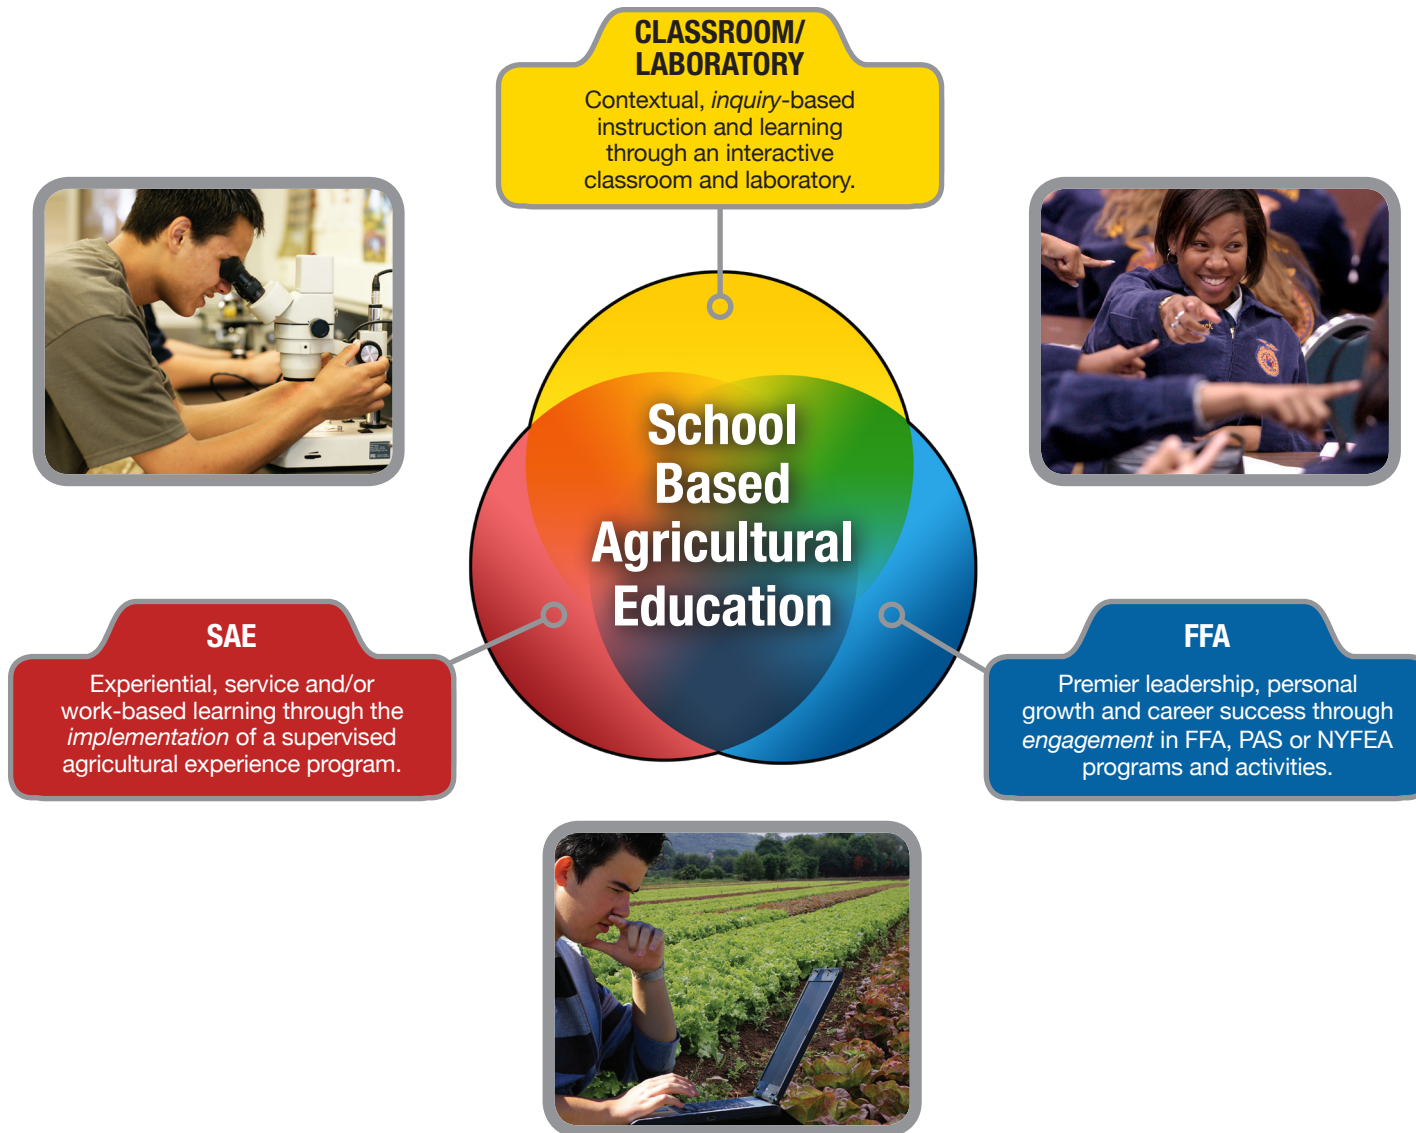 CLASSROOM/
LABORATORY
Contextual, inquiry-based
instruction and learning
through an interactive
classroom and laboratory.
School
Based
Agricultural
Education
SAE
Experiential, service and/or
work-based learning through the
implementation of a supervised
agricultural experience program.
FFA
Premier leadership, personal
growth and career success through
engagement in FFA, PAS or NYFEA
programs and activities.